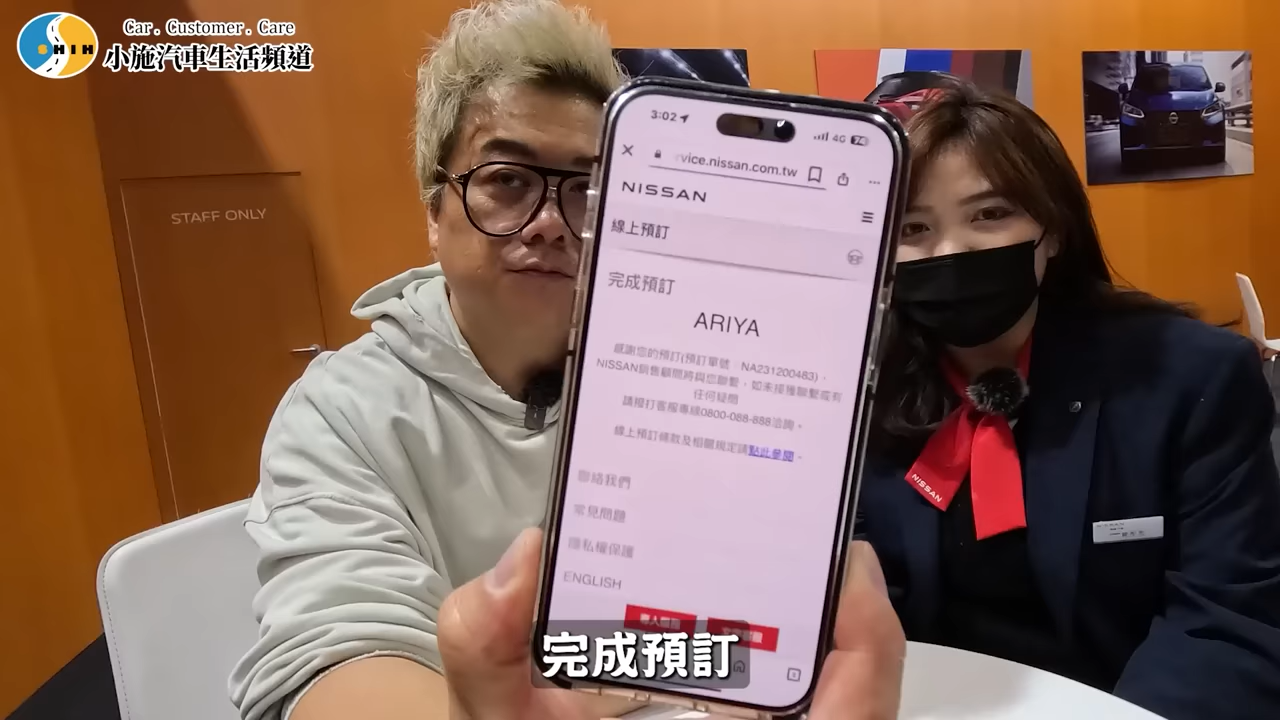 Car. Customer. Care
SHIH
小施汽車生活頻道
STAFF ONLY
3:02
4G
74
vice.nissan.com.tw
NISSAN
線上預訂
完成預訂
ARIYA
感謝您的預訂(預訂單號：NA231200483)，
NISSAN銷售顧問將與您聯繫，如未接獲聯繫或有
任何疑問
請撥打客服專線0800-088-888洽詢。
線上預訂條款及相關規定請點此參閱。
聯絡我們
常見問題
隱私權保護
ENGLISH
NISSAN
完成預訂